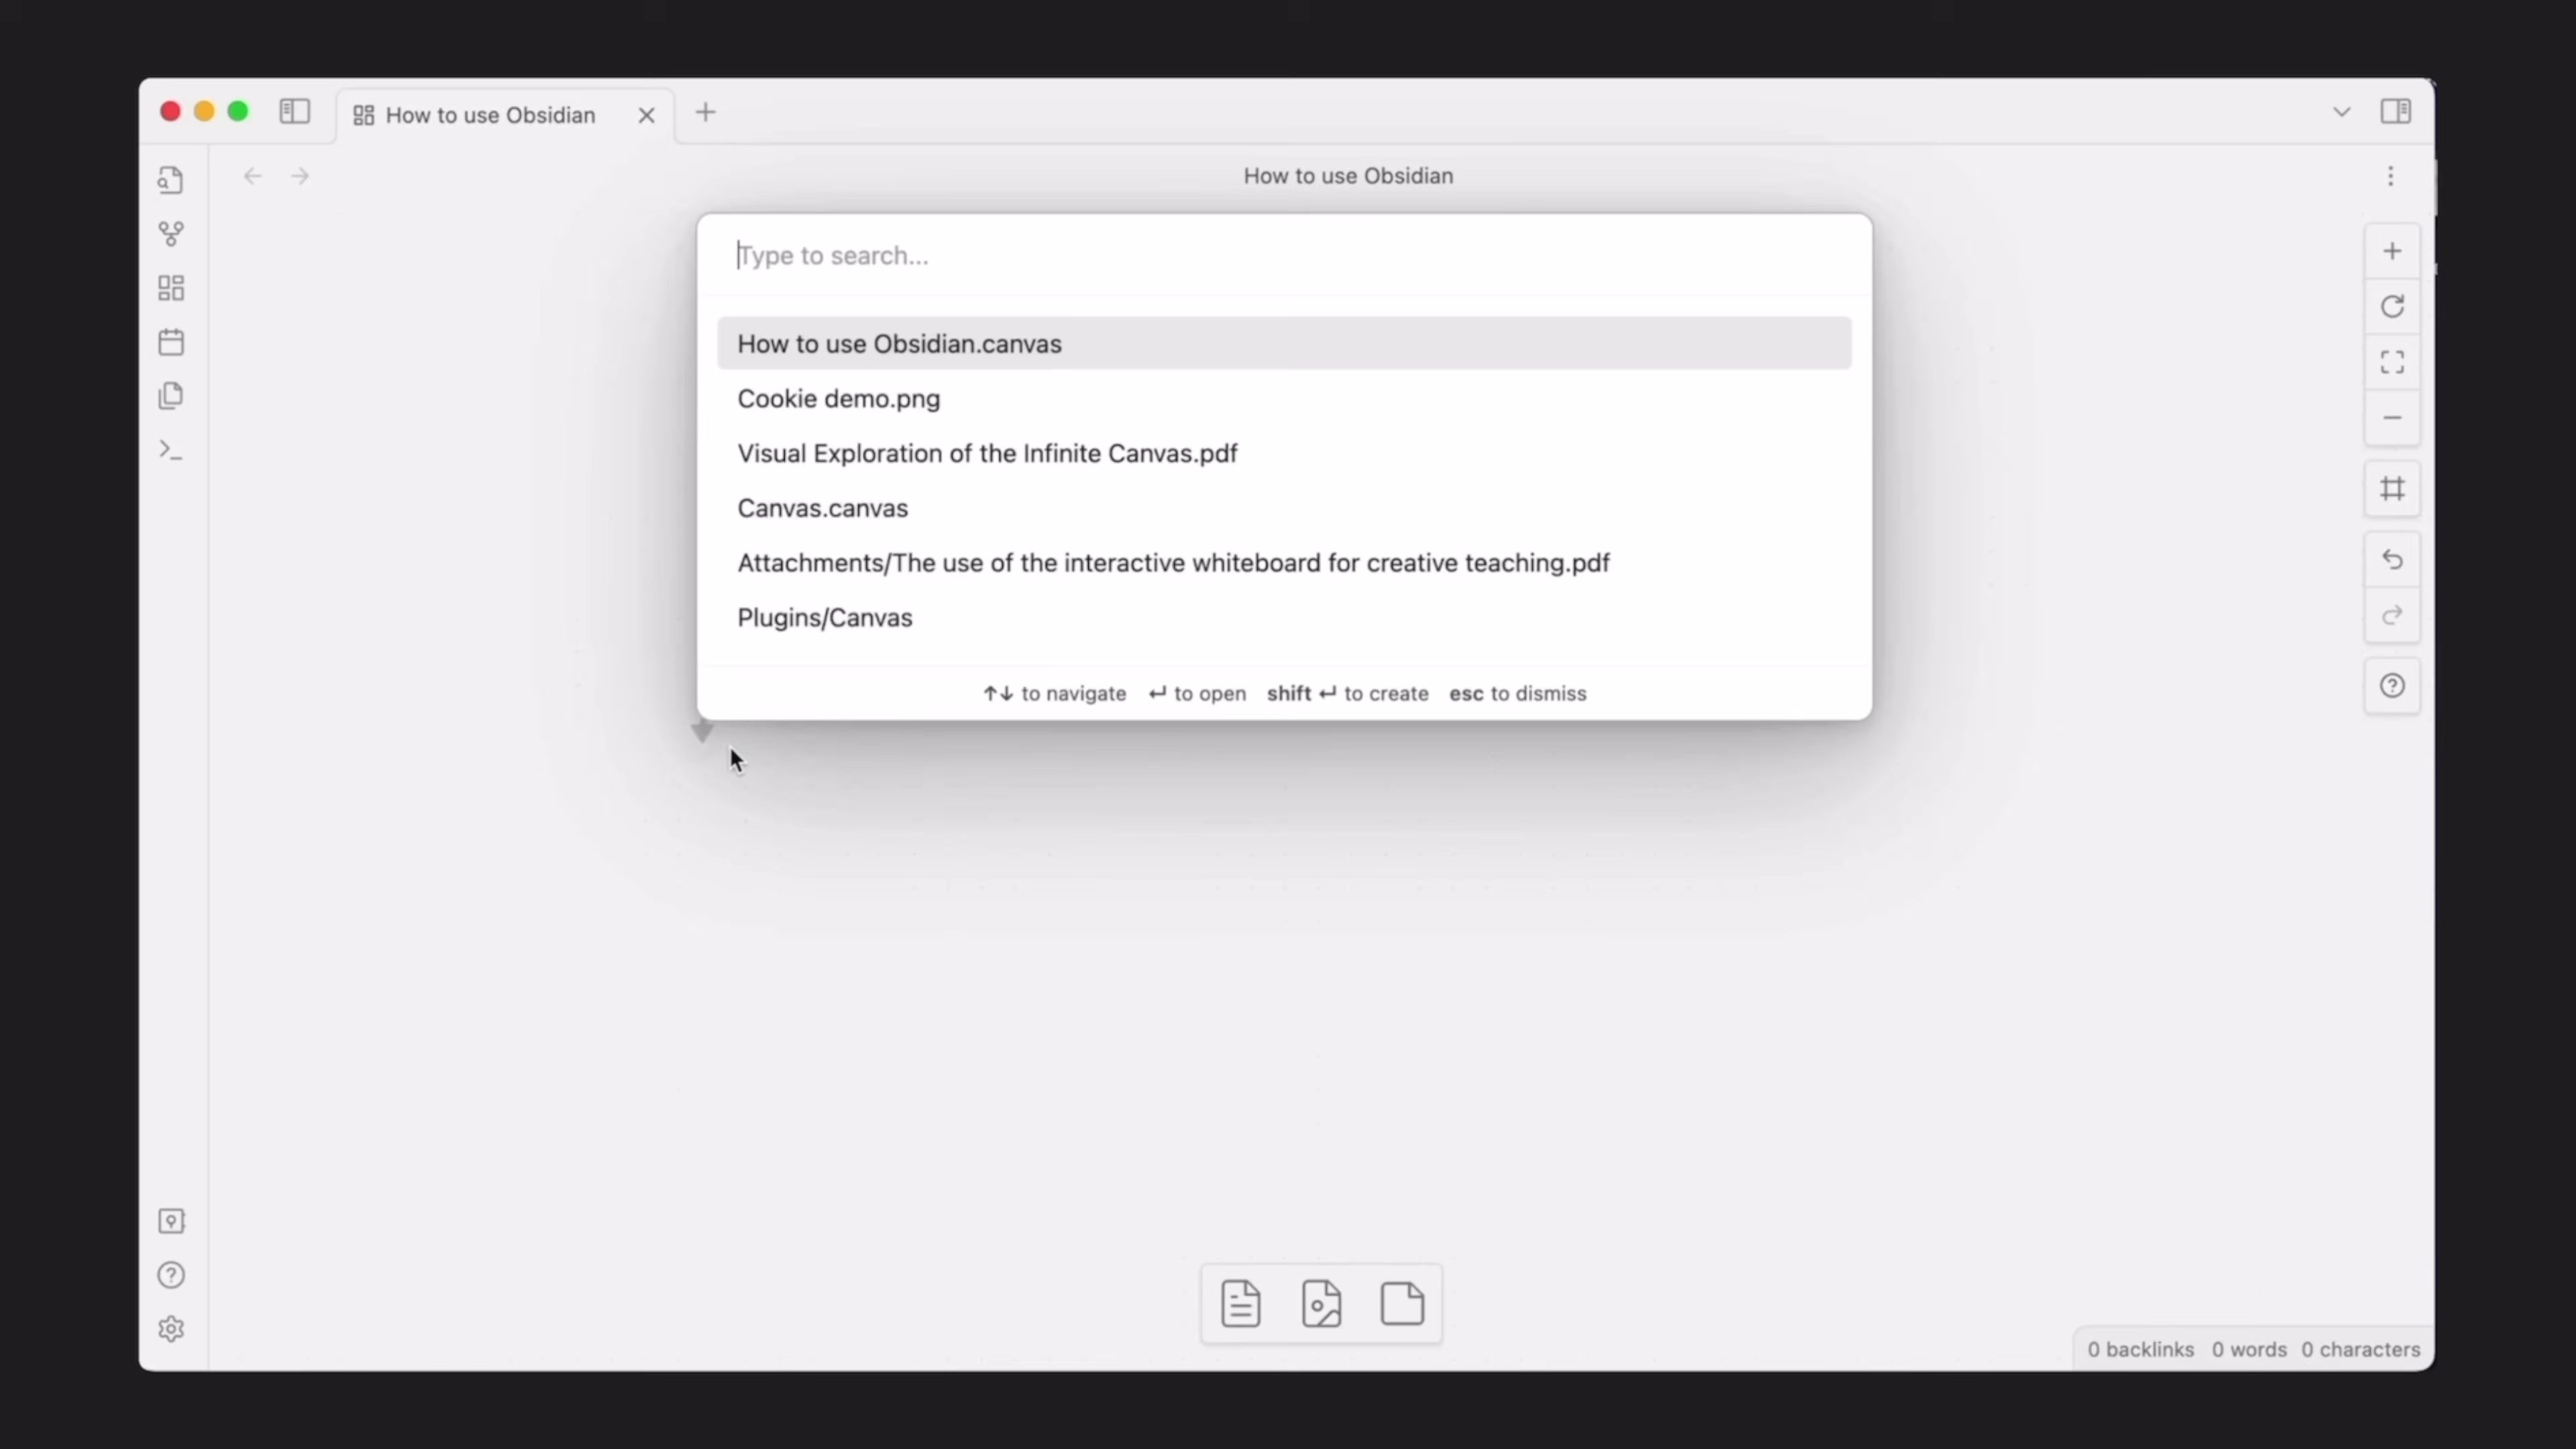 How to use Obsidian
How to use Obsidian
Type to search...
How to use Obsidian.canvas
Cookie demo.png
Visual Exploration of the Infinite Canvas.pdf
Canvas.canvas
Attachments/The use of the interactive whiteboard for creative teaching.pdf
Plugins/Canvas
↑↓ to navigate ↵ to open shift ↵ to create esc to dismiss
0 backlinks 0 words 0 characters